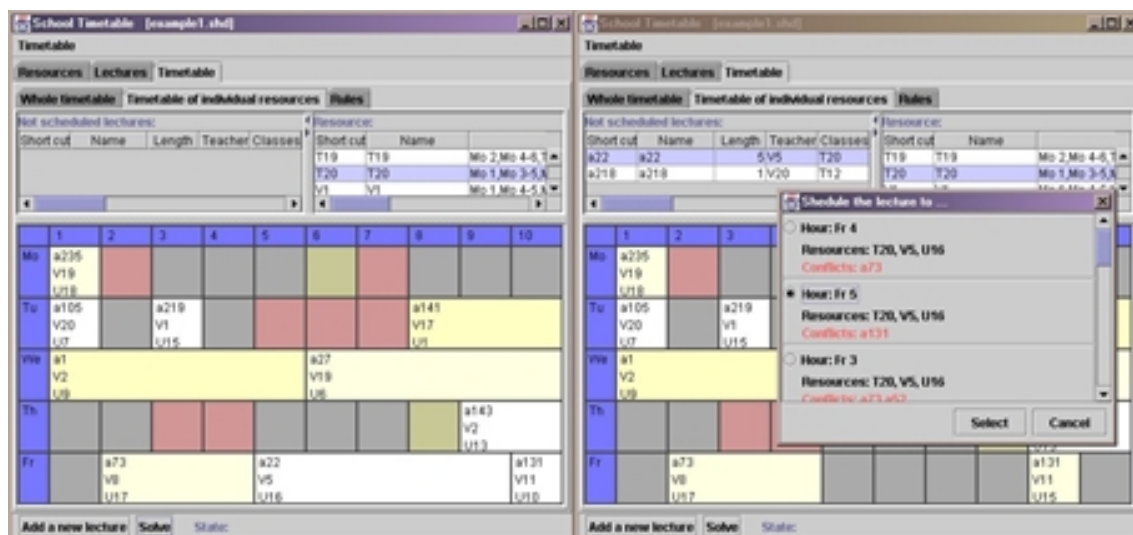 School Timetable [example1.shd]
Timetable
Resources Lectures Timetable
Whole timetable Timetable of individual resources Rules
Not scheduled lectures:
Short cut Name Length Teacher Classes
Resource:
Short cut Name
T19 T19 Mo 2,Mo 4-6,T
T20 T20 Mo 1,Mo 3-5,
V1 V1 Mo 1,Mo 4-5,
1 2 3 4 5 6 7 8 9 10
Mo a235
V19
U18
Tu a105 a219 a141
V20 V1 V17
U7 U15 U1
We a1 a27
V2 V19
U9 U6
Th a143
V2
U13
Fr a73 a22 a131
V8 V5 V11
U17 U16 U10
Add a new lecture Solve State:
School Timetable [example1.shd]
Timetable
Resources Lectures Timetable
Whole timetable Timetable of individual resources Rules
Not scheduled lectures:
Short cut Name Length Teacher Classes
a22 a22 5 V5 T20
a218 a218 1 V20 T12
Resource:
Short cut Name
T19 T19 Mo 2,Mo 4-6,T
T20 T20 Mo 1,Mo 3-5,
Shedule the lecture to ...
Hour: Fr 4
Resources: T20, V5, U16
Conflicts: a73
Hour: Fr 5
Resources: T20, V5, U16
Conflicts: a131
Hour: Fr 3
Resources: T20, V5, U16
Conflicts: a73 a52
Select Cancel
1 2 3
Mo a235
V19
U18
Tu a105 a219
V20 V1
U7 U15
We a1
V2
U9
Th
U13
Fr a73 a131
V8 V11
U17 U15
Add a new lecture Solve State: